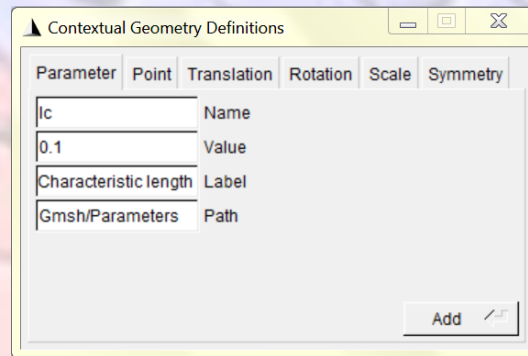 Contextual Geometry Definitions
Parameter Point Translation Rotation Scale Symmetry
lc Name
0.1 Value
Characteristic length Label
Gmsh/Parameters Path
Add